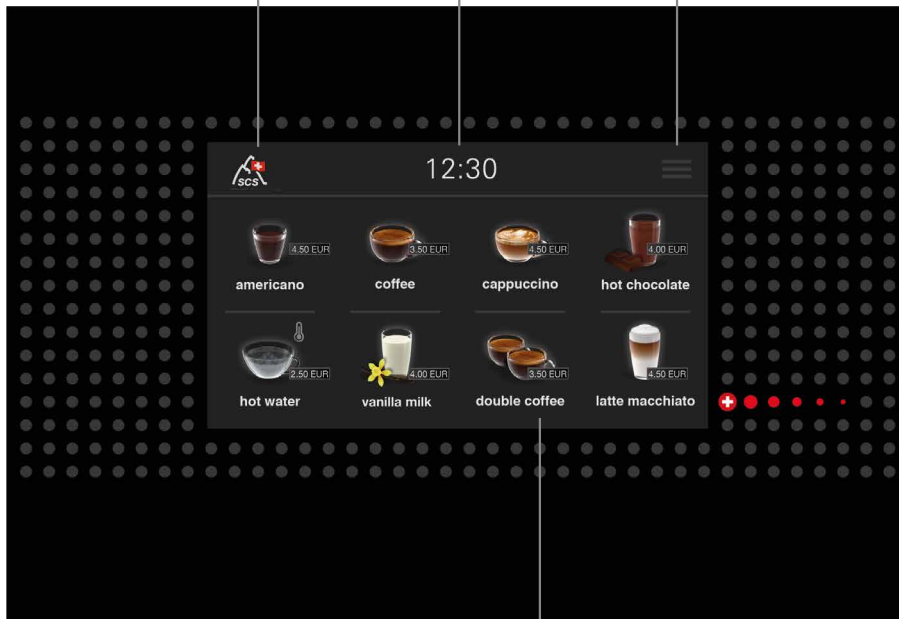 SCS
12:30
4.50 EUR
3.50 EUR
4.50 EUR
4.00 EUR
americano
coffee
cappuccino
hot chocolate
2.50 EUR
4.00 EUR
3.50 EUR
4.50 EUR
hot water
vanilla milk
double coffee
latte macchiato